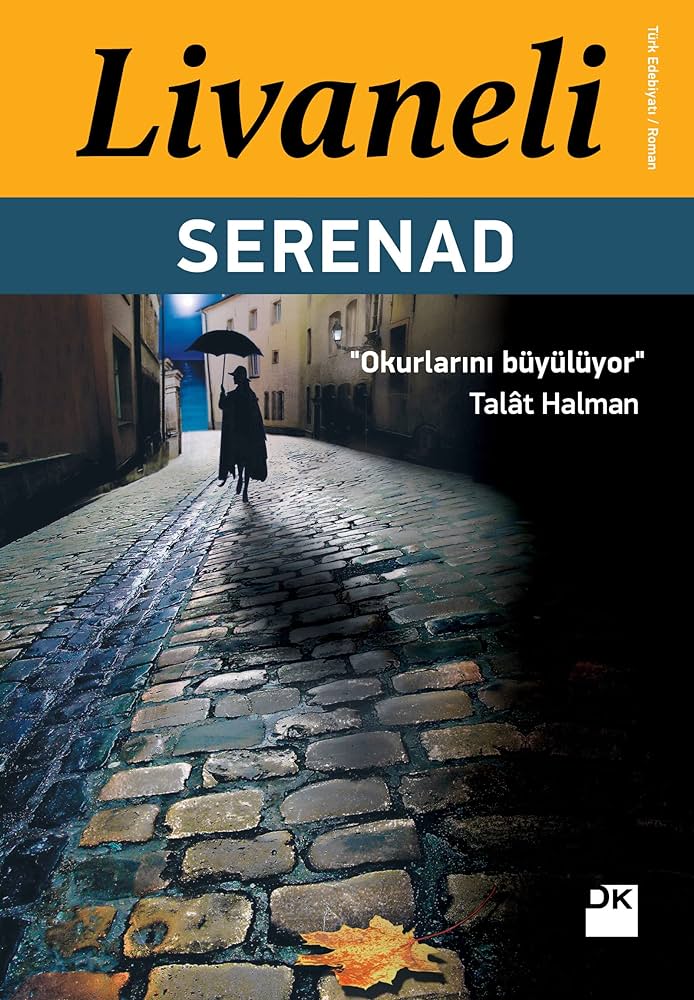 Livaneli
Türk Edebiyatı / Roman
SERENAD
"Okurlarını büyülüyor"
Talât Halman
DK